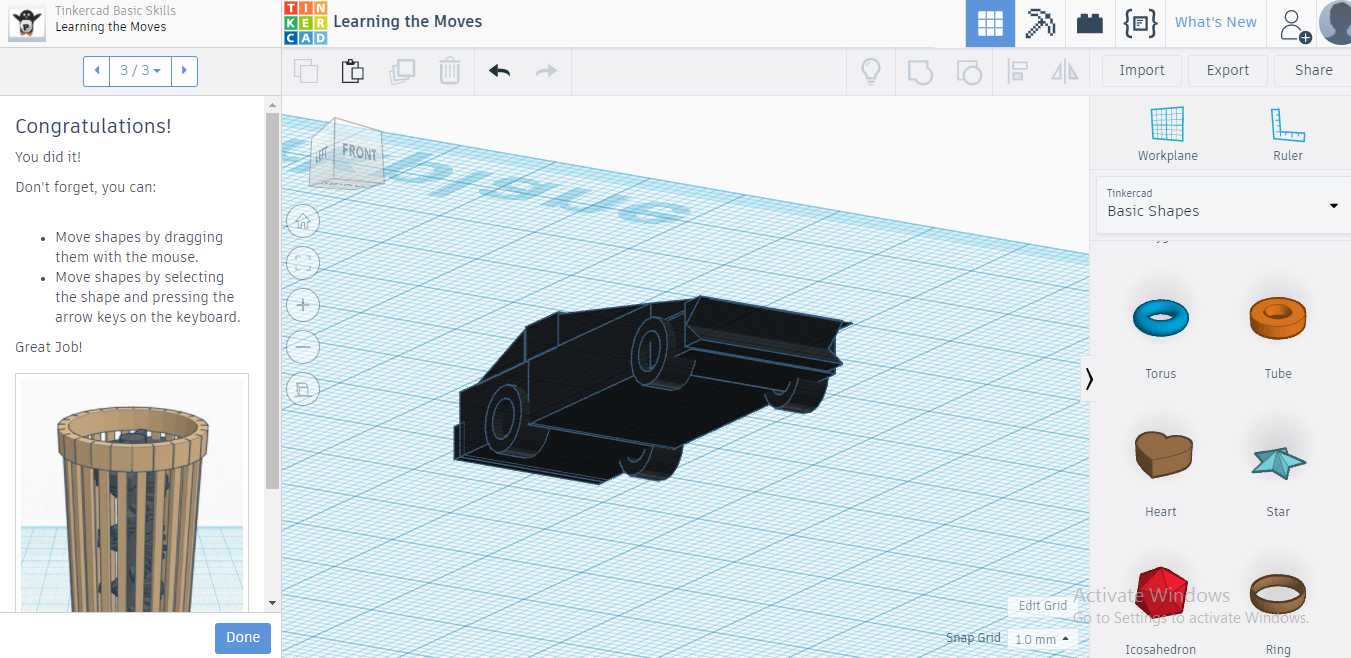 Tinkercad Basic Skills
Learning the Moves
TIN
KER
CAD
Learning the Moves
What's New
3 / 3
Import
Export
Share
Congratulations!
You did it!
Don't forget, you can:
Move shapes by dragging
them with the mouse.
Move shapes by selecting
the shape and pressing the
arrow keys on the keyboard.
Great Job!
Done
LEFT
FRONT
Edit Grid
Snap Grid
1.0 mm
Workplane
Ruler
Tinkercad
Basic Shapes
Torus
Tube
Heart
Star
Activate Windows
Go to Settings to activate Windows.
Icosahedron
Ring